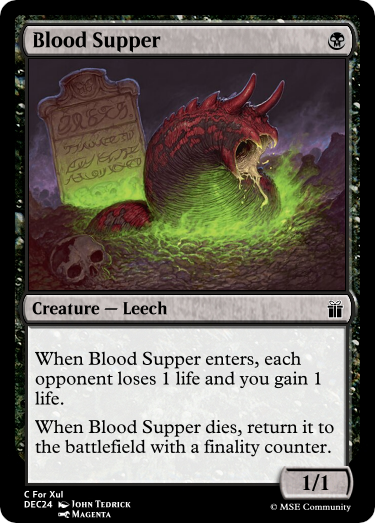 Blood Supper
Creature — Leech
When Blood Supper enters, each
opponent loses 1 life and you gain 1
life.
When Blood Supper dies, return it to
the battlefield with a finality counter.
1/1
C For Xul
DEC24 John Tedrick
Magenta
© MSE Community